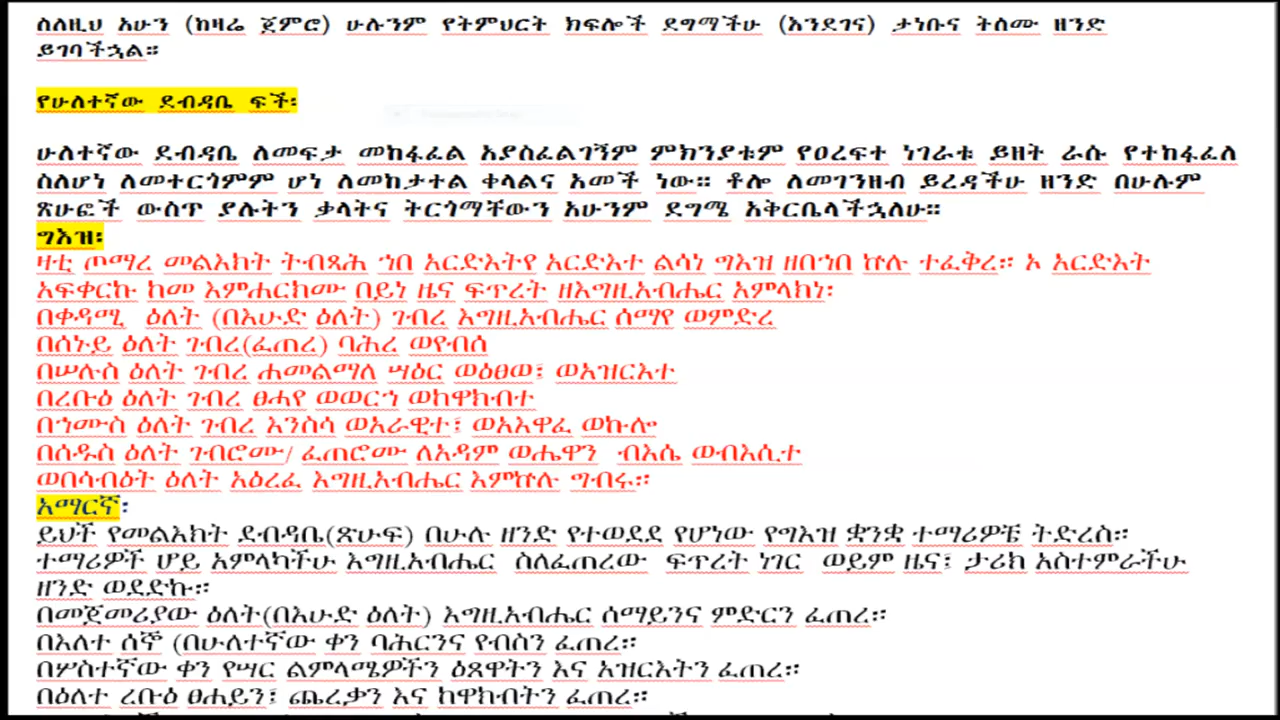 ስለዚህ አሁን (ከዛሬ ጀምሮ) ሁሉንም የትምህርት ክፍሎች ደግማችሁ (እንደገና) ታነቡና ትሰሙ ዘንድ
ይገባችኋል።
የሁለተኛው ደብዳቤ ፍች፡
ሁለተኛው ደብዳቤ ለመፍታ መከፋፈል አያስፈልገኝም ምክንያቱም የዐረፍተ ነገራቱ ይዘት ራሱ የተከፋፈለ
ስለሆነ ለመተርጎምም ሆነ ለመከታተል ቀላልና አመች ነው። ቶሎ ለመገንዘብ ይረዳችሁ ዘንድ በሁሉም
ጽሁፎች ውስጥ ያሉትን ቃላትና ትርጎማቸውን አሁንም ደግሜ አቅርቤላችኋለሁ።
ግእዝ፡
ዛቲ ጦማረ መልእክት ትብጻሕ ኀበ አርድእትየ አርድእተ ልሳነ ግእዝ ዘበኀበ ኵሉ ተፈቅረ። ኦ አርድእት
አፍቀርኩ ከመ እምሐርክሙ በይነ ዜና ፍጥረት ዘእግዚአብሔር አምላክነ፡
በቀዳሚ ዕለት (በእሁድ ዕለት) ገብረ እግዚአብሔር ሰማየ ወምድረ
በሰኑይ ዕለት ገብረ(ፈጠረ) ባሕረ ወየብሰ
በሠሉስ ዕለት ገብረ ሐመልማለ ሣዕር ወዕፀወ፤ ወአዝርእተ
በረቡዕ ዕለት ገብረ ፀሓየ ወወርኀ ወከዋክብተ
በኀሙስ ዕለት ገብረ እንስሳ ወአራዊተ፤ ወአእዋፈ ወኩሎ
በሰዱስ ዕለት ገብሮሙ/ ፈጠሮሙ ለአዳም ወሔዋን ብእሴ ወብእሲተ
ወበሳብዕት ዕለት አዕረፈ እግዚአብሔር እምኵሉ ግብሩ።
አማርኛ፡
ይህች የመልእክት ደብዳቤ(ጽሁፍ) በሁሉ ዘንድ የተወደደ የሆነው የግእዝ ቋንቋ ተማሪዎቼ ትድረስ።
ተማሪዎች ሆይ አምላካችሁ እግዚአብሔር ስለፈጠረው ፍጥረት ነገር ወይም ዜና፤ ታሪክ አስተምራችሁ
ዘንድ ወደድኩ።
በመጀመሪያው ዕለት(በእሁድ ዕለት) እግዚአብሔር ሰማይንና ምድርን ፈጠረ።
በእለተ ሰኞ (በሁለተኛው ቀን ባሕርንና የብስን ፈጠረ።
በሦስተኛው ቀን የሣር ልምላሜዎችን ዕጸዋትን እና አዝርእትን ፈጠረ።
በዕለተ ረቡዕ ፀሐይን፤ ጨረቃን እና ከዋክብትን ፈጠረ።